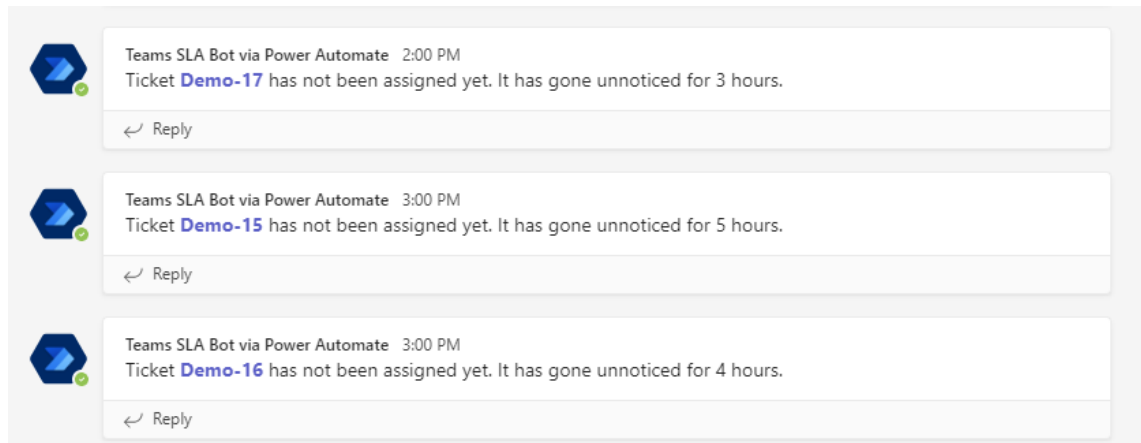 Teams SLA Bot via Power Automate 2:00 PM
Ticket Demo-17 has not been assigned yet. It has gone unnoticed for 3 hours.
Reply
Teams SLA Bot via Power Automate 3:00 PM
Ticket Demo-15 has not been assigned yet. It has gone unnoticed for 5 hours.
Reply
Teams SLA Bot via Power Automate 3:00 PM
Ticket Demo-16 has not been assigned yet. It has gone unnoticed for 4 hours.
Reply